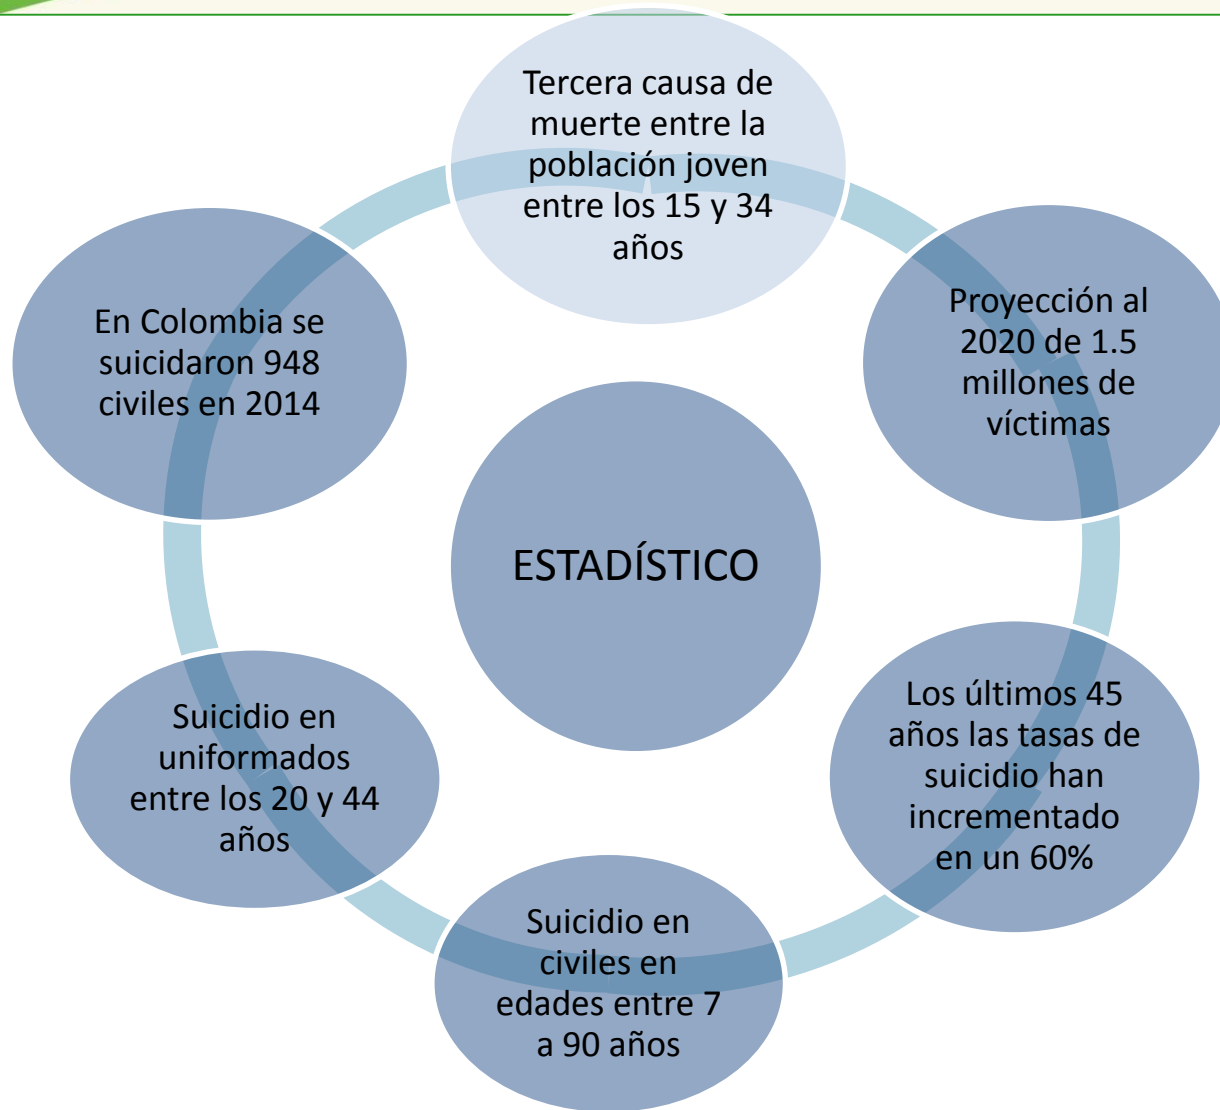 Tercera causa de
muerte entre la
población joven
entre los 15 y 34
años
Proyección al
2020 de 1.5
millones de
víctimas
Los últimos 45
años las tasas de
suicidio han
incrementado
en un 60%
Suicidio en
civiles en
edades entre 7
a 90 años
Suicidio en
uniformados
entre los 20 y 44
años
En Colombia se
suicidaron 948
civiles en 2014
ESTADÍSTICO